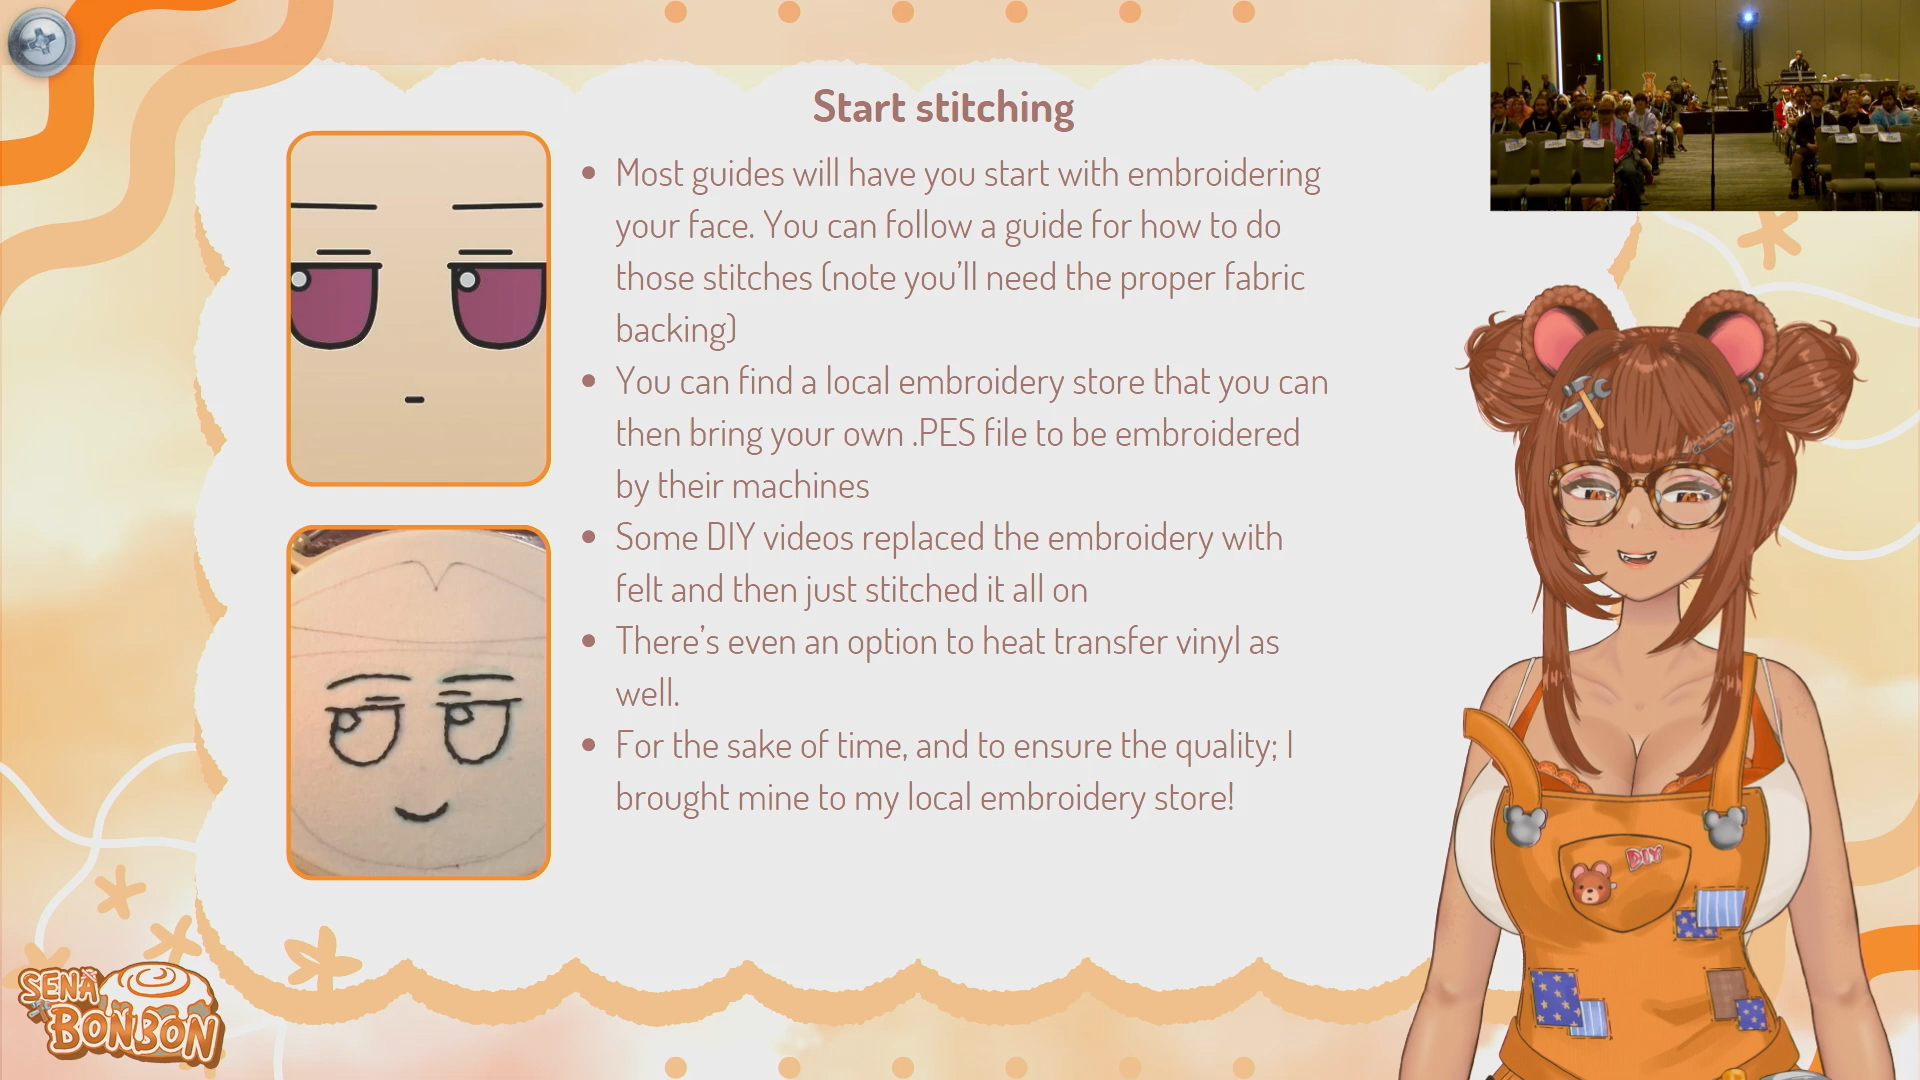 Start stitching
Most guides will have you start with embroidering
your face. You can follow a guide for how to do
those stitches (note you'll need the proper fabric
backing)
You can find a local embroidery store that you can
then bring your own .PES file to be embroidered
by their machines
Some DIY videos replaced the embroidery with
felt and then just stitched it all on
There's even an option to heat transfer vinyl as
well.
For the sake of time, and to ensure the quality; I
brought mine to my local embroidery store!
DIY
SENA
BONBON